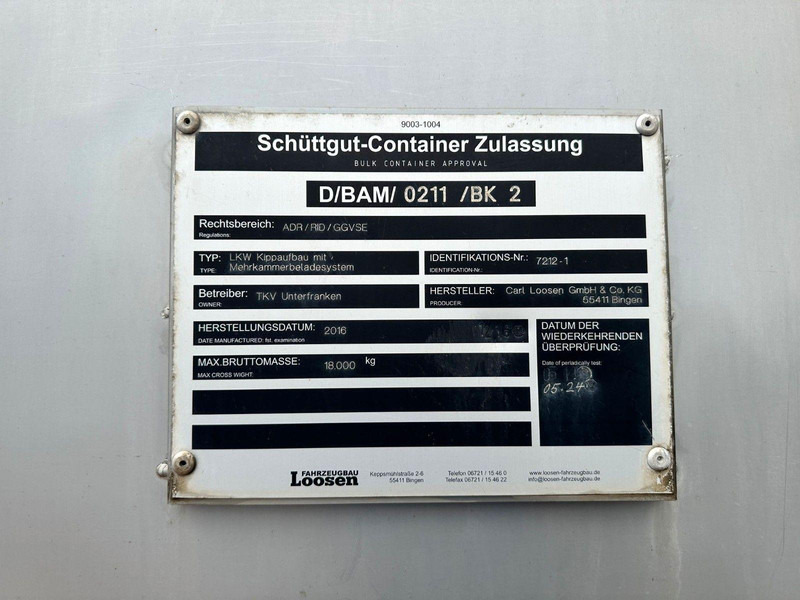 9003-1004
Schüttgut-Container Zulassung
BULK CONTAINER APPROVAL
D/BAM/ 0211 /BK 2
Rechtsbereich: ADR/RID/GGVSE
Regulations:
TYP: LKW Kippaufbau mit
TYPE: Mehrkammerbeladesystem
IDENTIFIKATIONS-Nr.: 7212-1
IDENTIFICATION-Nr.:
Betreiber: TKV Unterfranken
OWNER:
HERSTELLER: Carl Loosen GmbH & Co. KG
PRODUCER: 55411 Bingen
HERSTELLUNGSDATUM: 2016
DATE MANUFACTURED: fst. examination
MAX.BRUTTOMASSE: 18.000 kg
MAX CROSS WIGHT:
DATUM DER
WIEDERKEHRENDEN
ÜBERPRÜFUNG:
Date of periadically test:
05.24
FAHRZEUGBAU
Loosen
Keppsmühlstraße 2-6
55411 Bingen
Telefon 06721 / 15 46 0
Telefax 06721 / 15 46 22
www.loosen-fahrzeugbau.de
info@loosen-fahrzeugbau.de